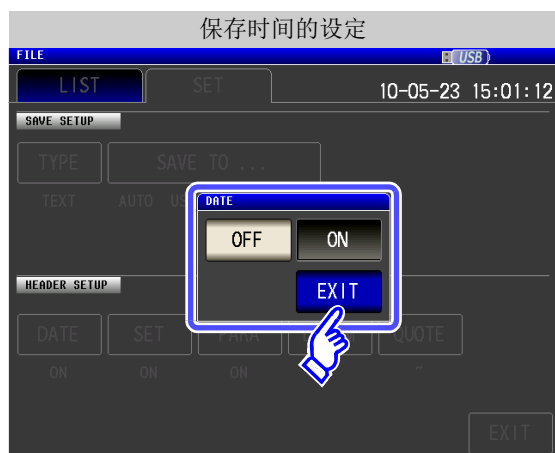 保存时间的设定
FILE
USB
LIST SET
10-05-23 15:01:12
SAVE SETUP
TYPE SAVE TO ...
TEXT AUTO
DATE
OFF ON
EXIT
HEADER SETUP
DATE SET PARA QUOTE
ON ON ON "
EXIT